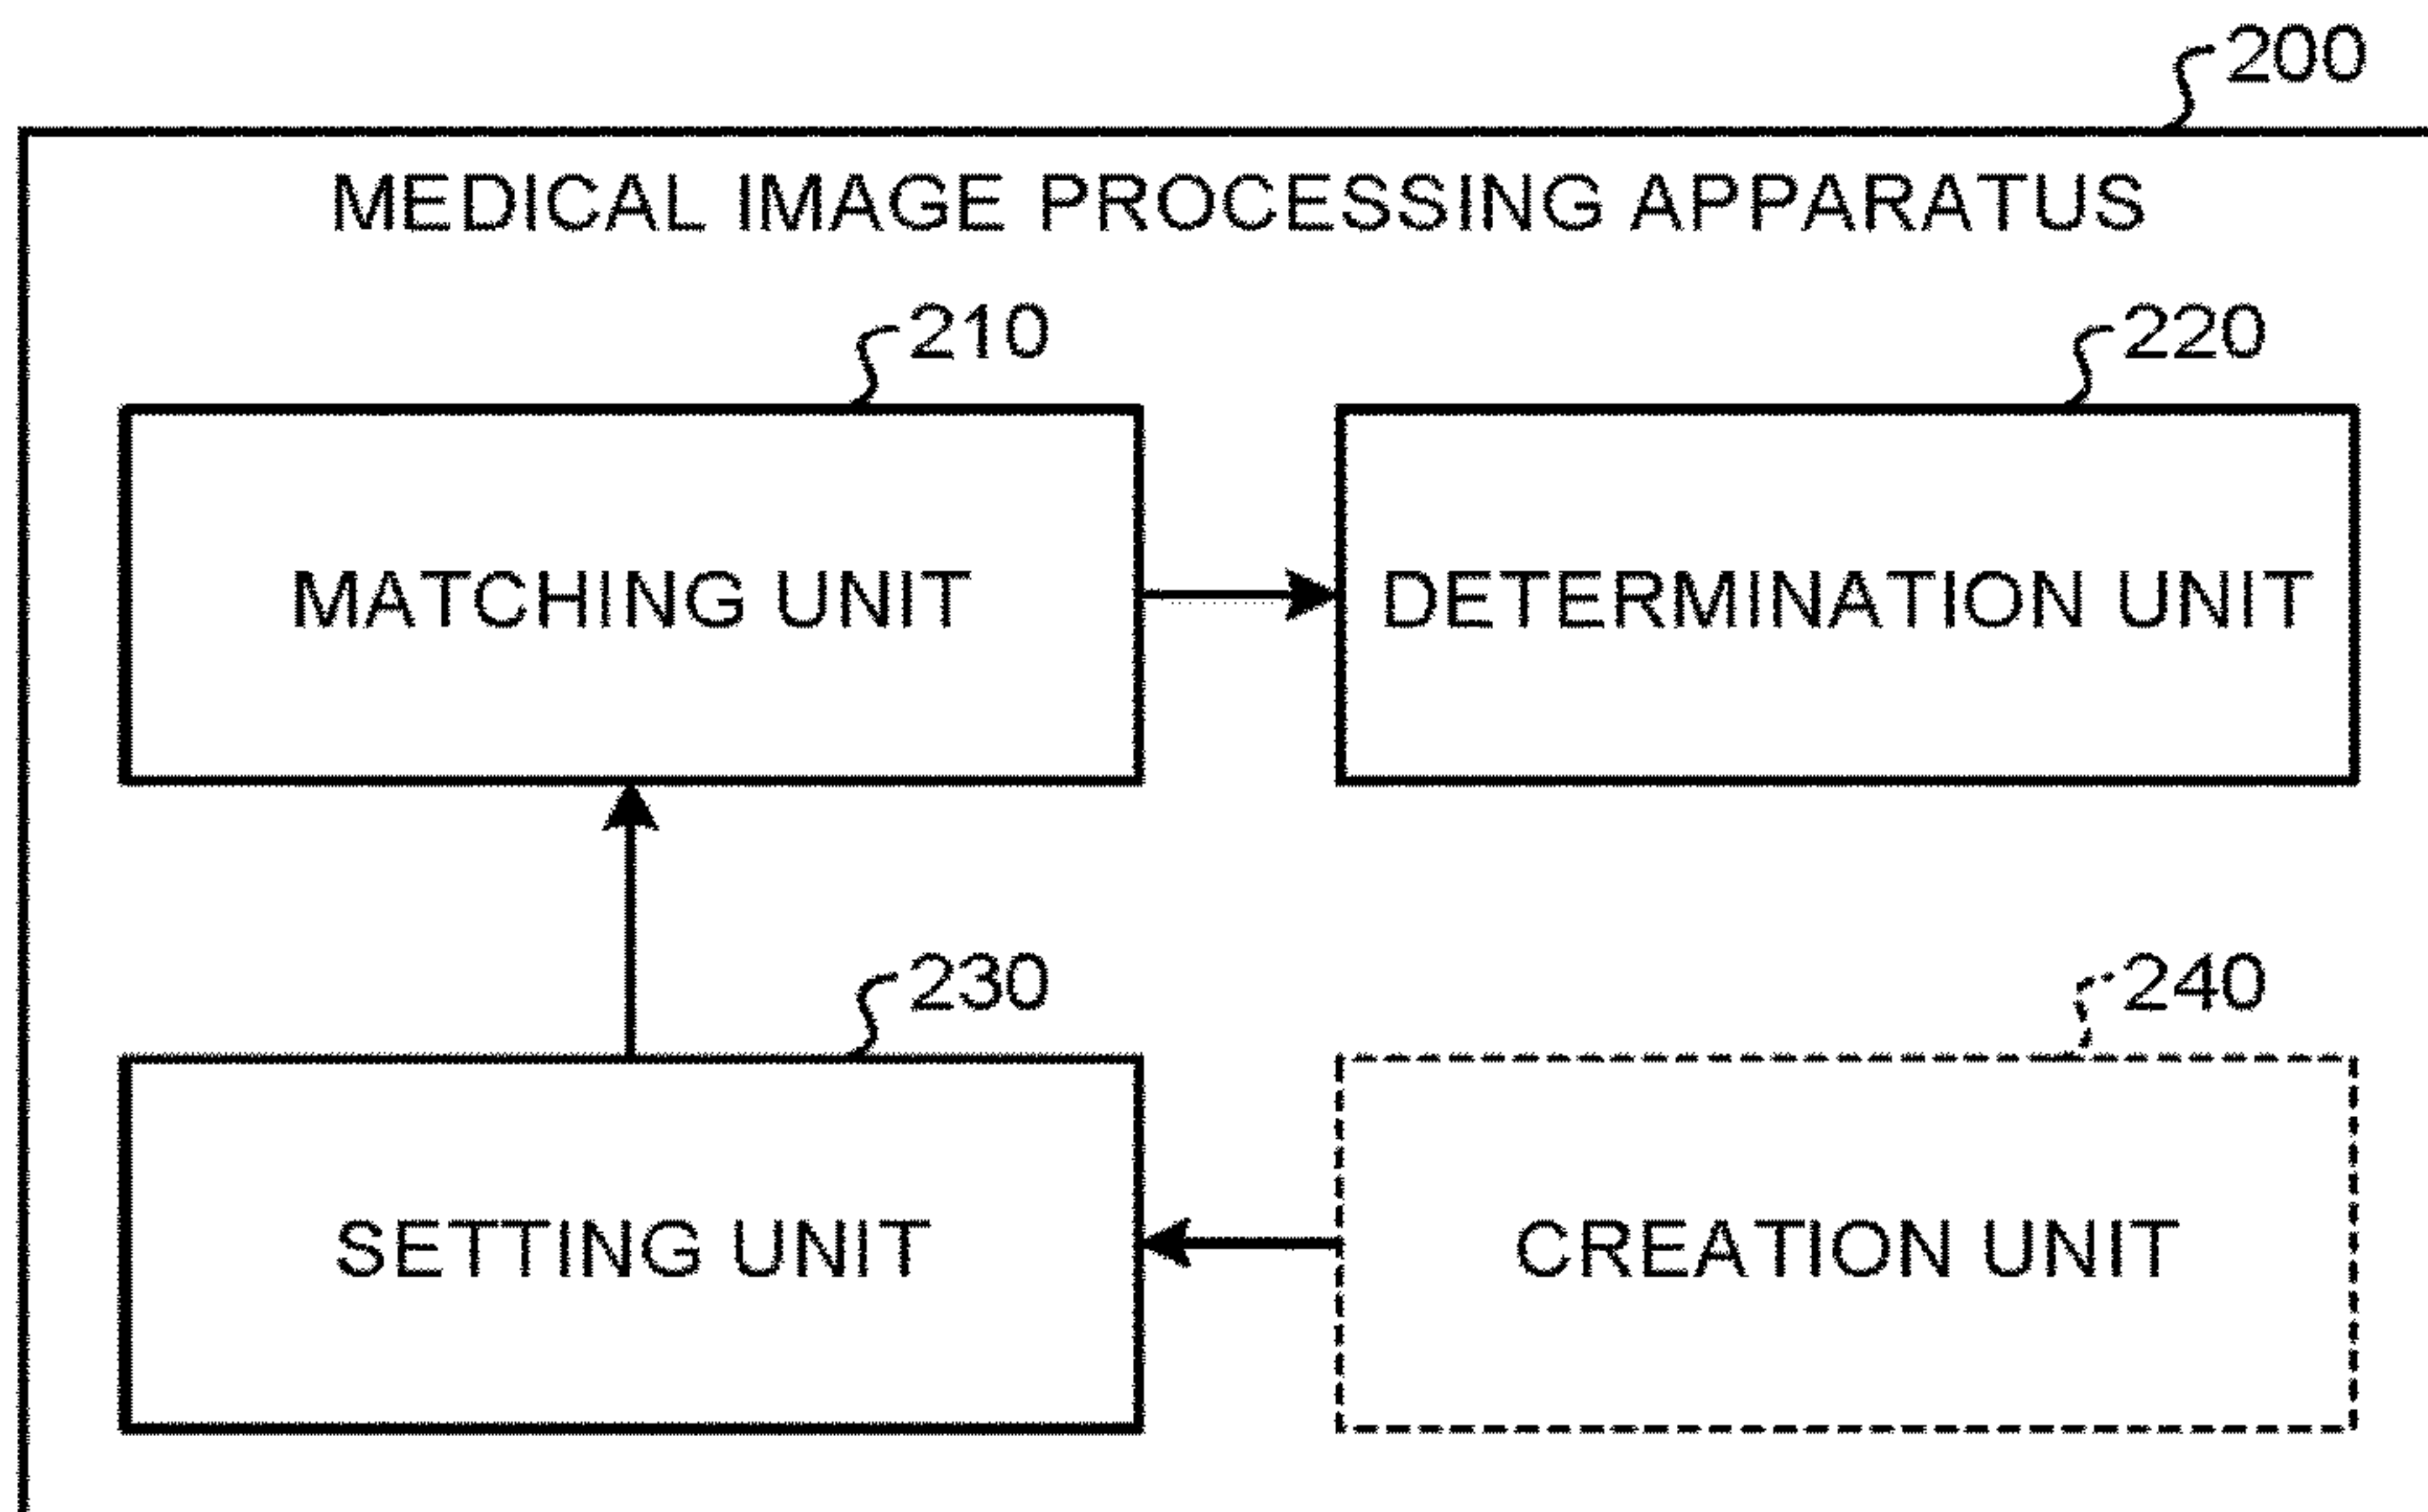 200
MEDICAL IMAGE PROCESSING APPARATUS
210
220
MATCHING UNIT
DETERMINATION UNIT
230
240
SETTING UNIT
CREATION UNIT